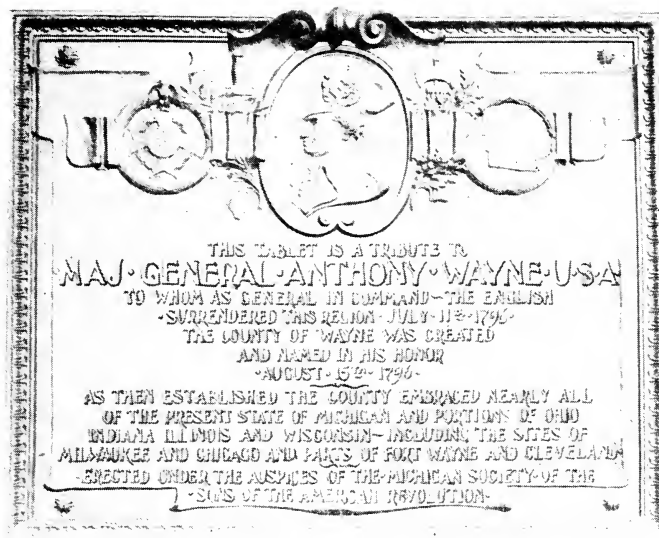 THIS TABLET IS A TRIBUTE TO
MAJ·GENERAL·ANTHONY·WAYNE·U·S·A·
TO WHOM AS GENERAL IN COMMAND~THE ENGLISH
·SURRENDERED THIS REGION·JULY·11TH·1796·
THE COUNTY OF WAYNE WAS CREATED
AND NAMED IN HIS HONOR
·AUGUST·15TH·1796·
AS THEN ESTABLISHED THE COUNTY EMBRACED NEARLY ALL
OF THE PRESENT STATE OF MICHIGAN AND PORTIONS OF OHIO
INDIANA ILLINOIS AND WISCONSIN~INCLUDING THE SITES OF
MILWAUKEE AND CHICAGO AND PARTS OF FORT WAYNE AND CLEVELAND
·ERECTED UNDER THE AUSPICES OF THE·MICHIGAN SOCIETY·OF THE
·SONS OF THE AMERICAN REVOLUTION·